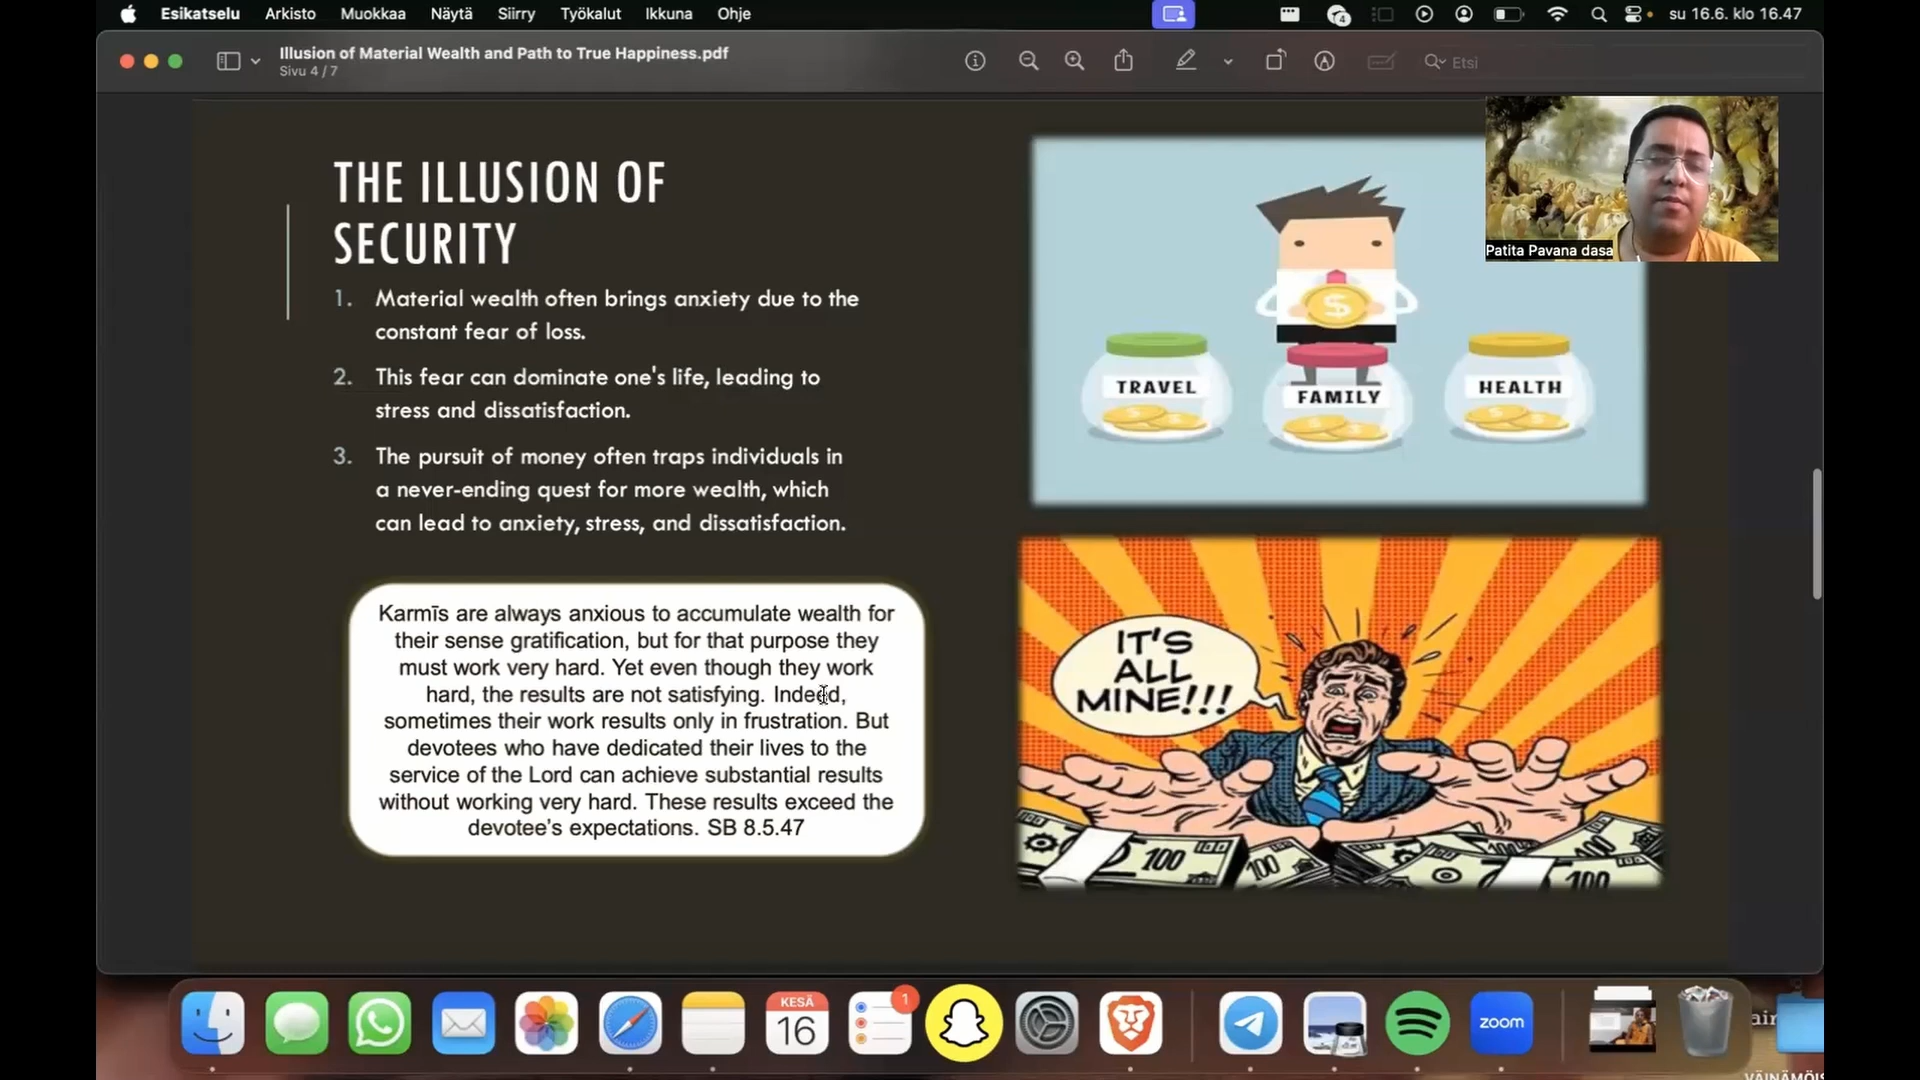 Esikatselu Arkisto Muokkaa Näytä Siirry Työkalut Ikkuna Ohje
4
su 16.6. klo 16.47
Illusion of Material Wealth and Path to True Happiness.pdf
Sivu 4 / 7
Etsi
Patita Pavana dasa
THE ILLUSION OF
SECURITY
1. Material wealth often brings anxiety due to the
constant fear of loss.
2. This fear can dominate one's life, leading to
stress and dissatisfaction.
3. The pursuit of money often traps individuals in
a never-ending quest for more wealth, which
can lead to anxiety, stress, and dissatisfaction.
Karmīs are always anxious to accumulate wealth for
their sense gratification, but for that purpose they
must work very hard. Yet even though they work
hard, the results are not satisfying. Indeed,
sometimes their work results only in frustration. But
devotees who have dedicated their lives to the
service of the Lord can achieve substantial results
without working very hard. These results exceed the
devotee's expectations. SB 8.5.47
$
TRAVEL
FAMILY
HEALTH
IT'S
ALL
MINE!!!
100
100
100
KESÄ
16
1
zoom